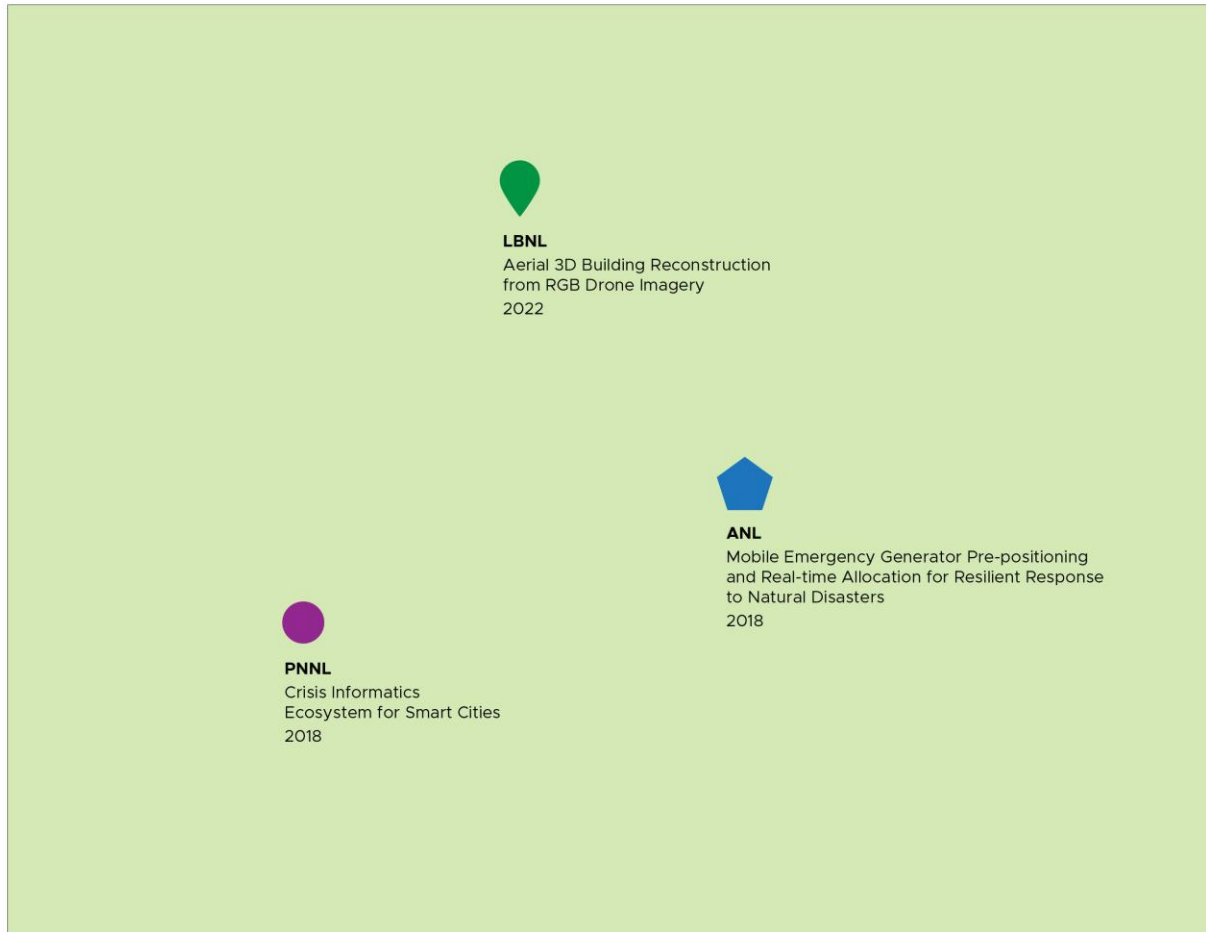 LBNL
Aerial 3D Building Reconstruction
from RGB Drone Imagery
2022
ANL
Mobile Emergency Generator Pre-positioning
and Real-time Allocation for Resilient Response
to Natural Disasters
2018
PNNL
Crisis Informatics
Ecosystem for Smart Cities
2018